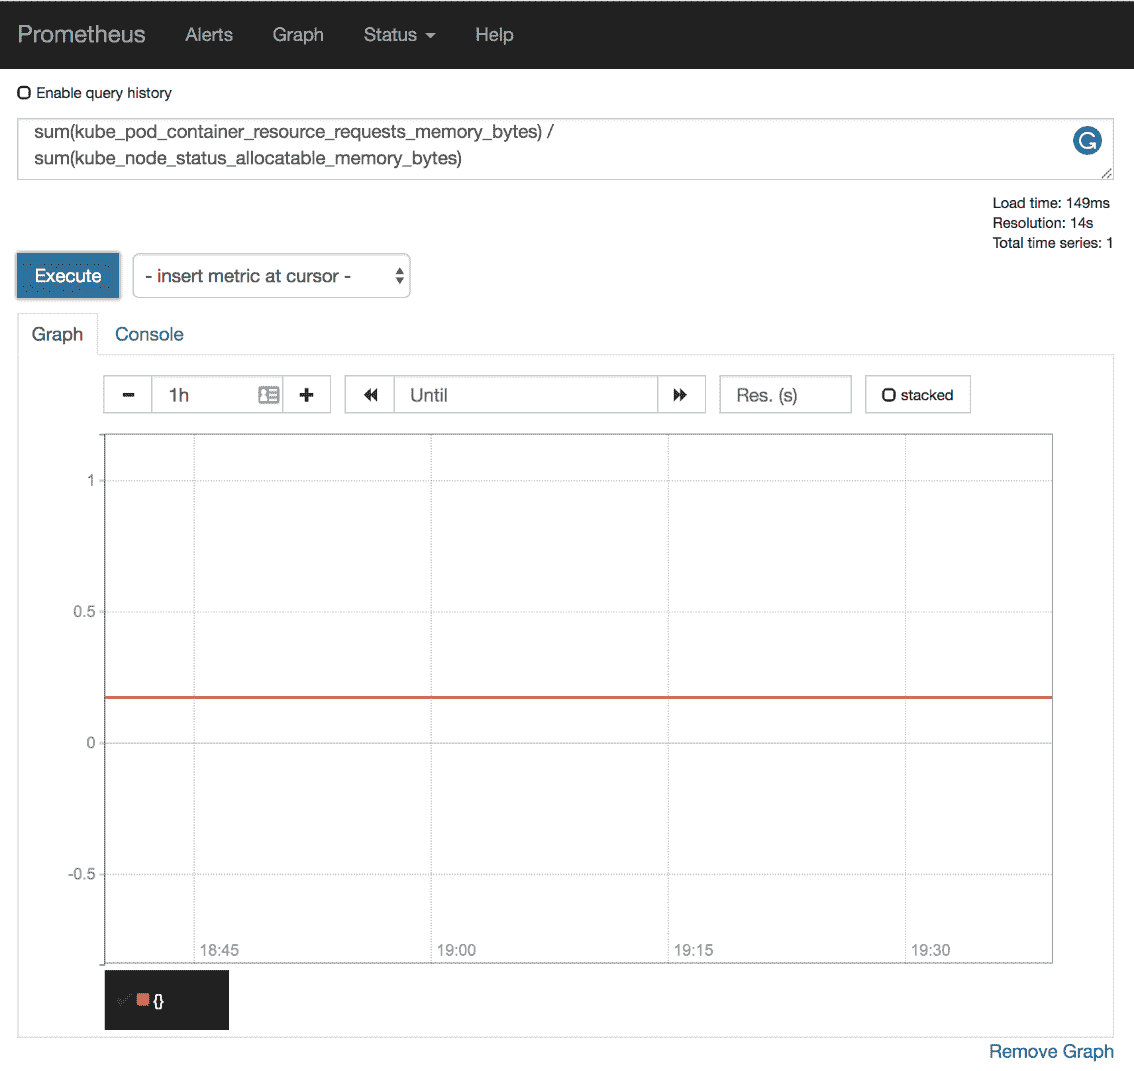 Prometheus Alerts Graph Status Help
Enable query history
sum(kube_pod_container_resource_requests_memory_bytes) /
sum(kube_node_status_allocatable_memory_bytes)
Load time: 149ms
Resolution: 14s
Total time series: 1
Execute - insert metric at cursor -
Graph Console
1h Until Res. (s) stacked
1
0.5
0
-0.5
18:45 19:00 19:15 19:30
{}
Remove Graph